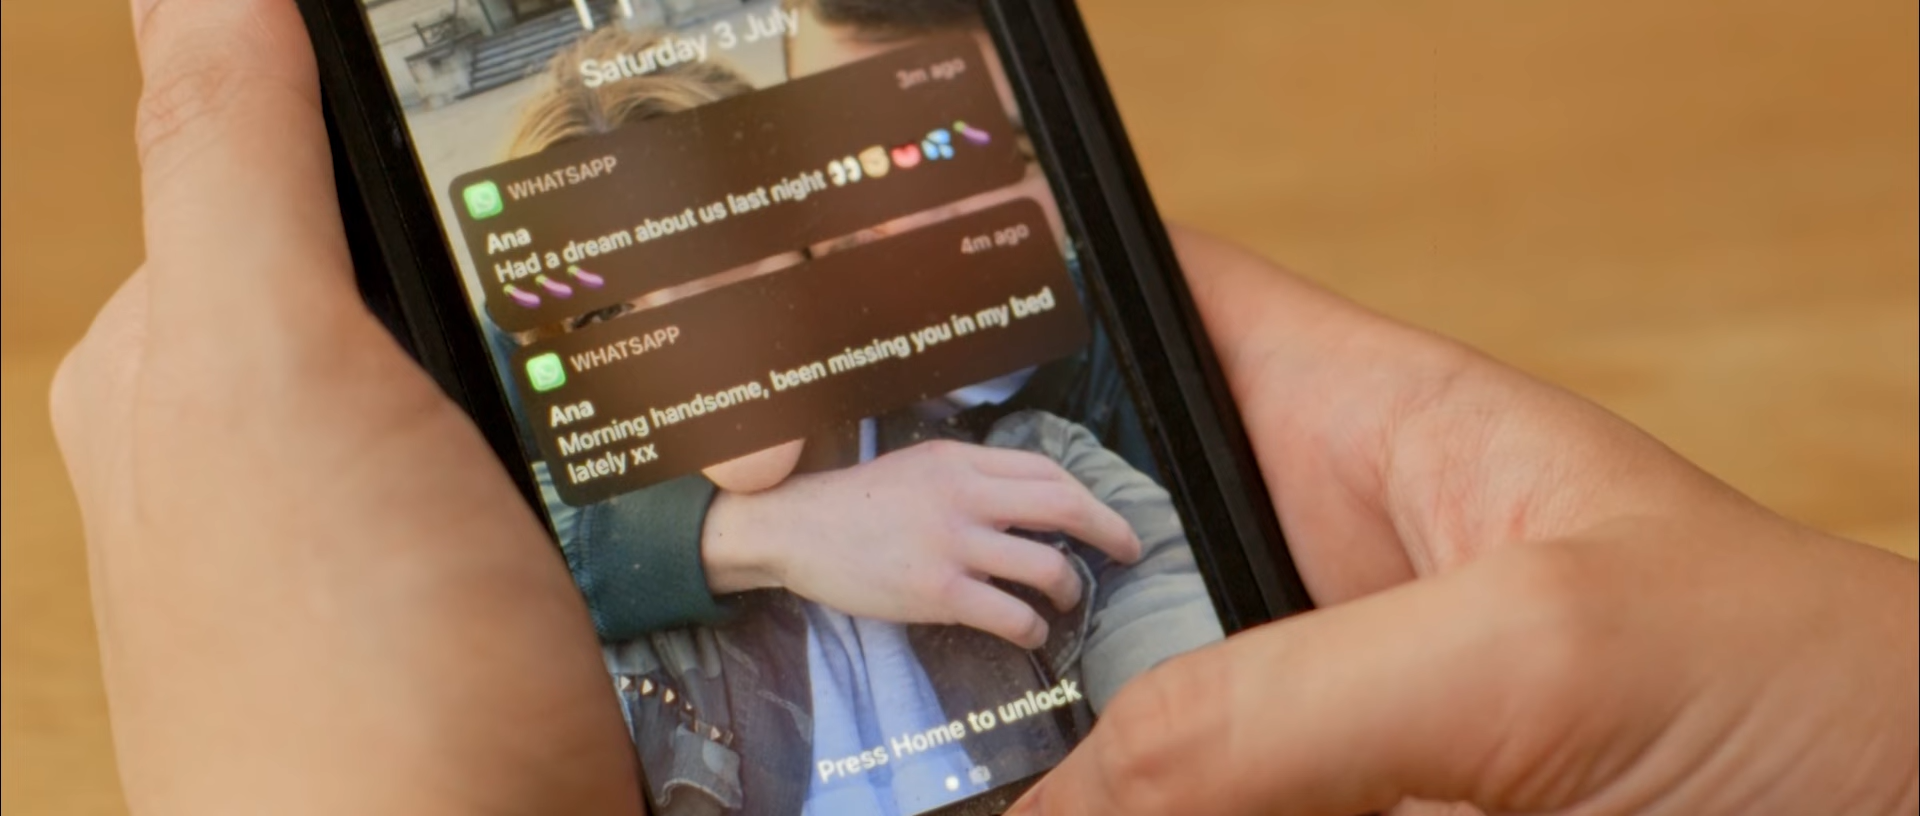 Saturday 3 July
WHATSAPP
3m ago
Ana
Had a dream about us last night 👀✊🏼👅💦🍆
🍆🍆🍆
WHATSAPP
4m ago
Ana
Morning handsome, been missing you in my bed
lately xx
Press Home to unlock